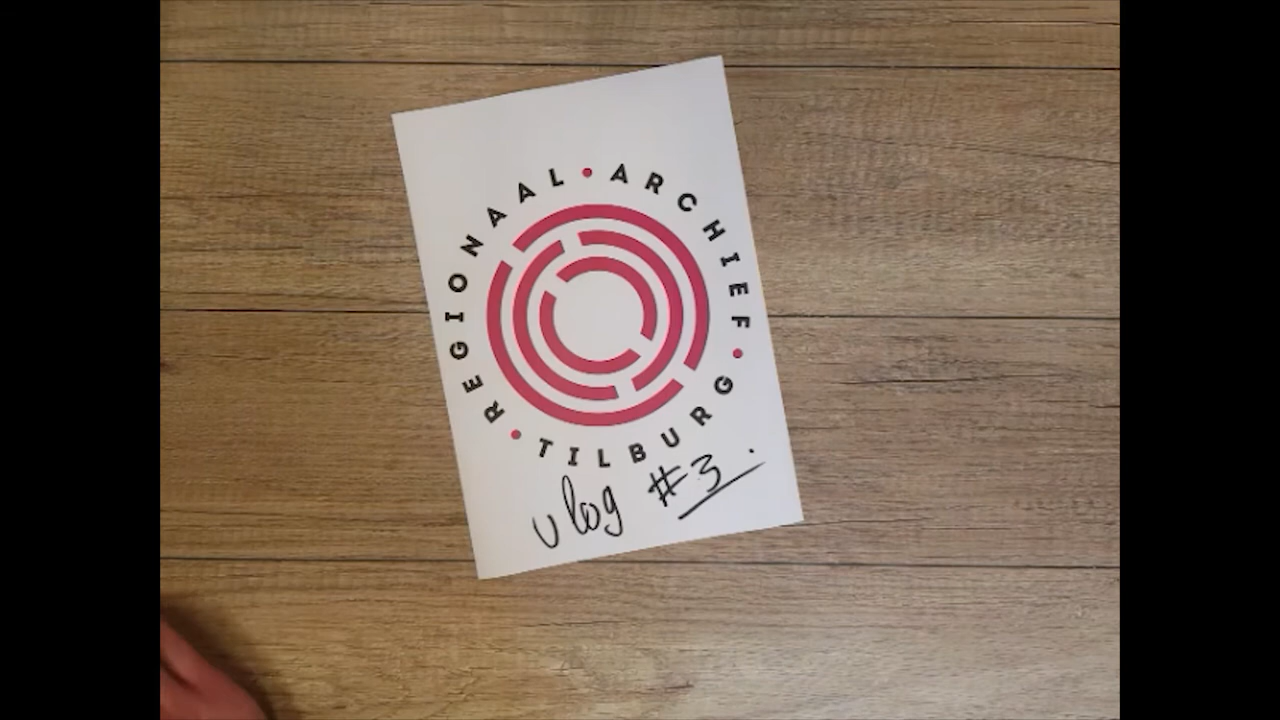 REGIONAAL • ARCHIEF • TILBURG •
vlog #3.